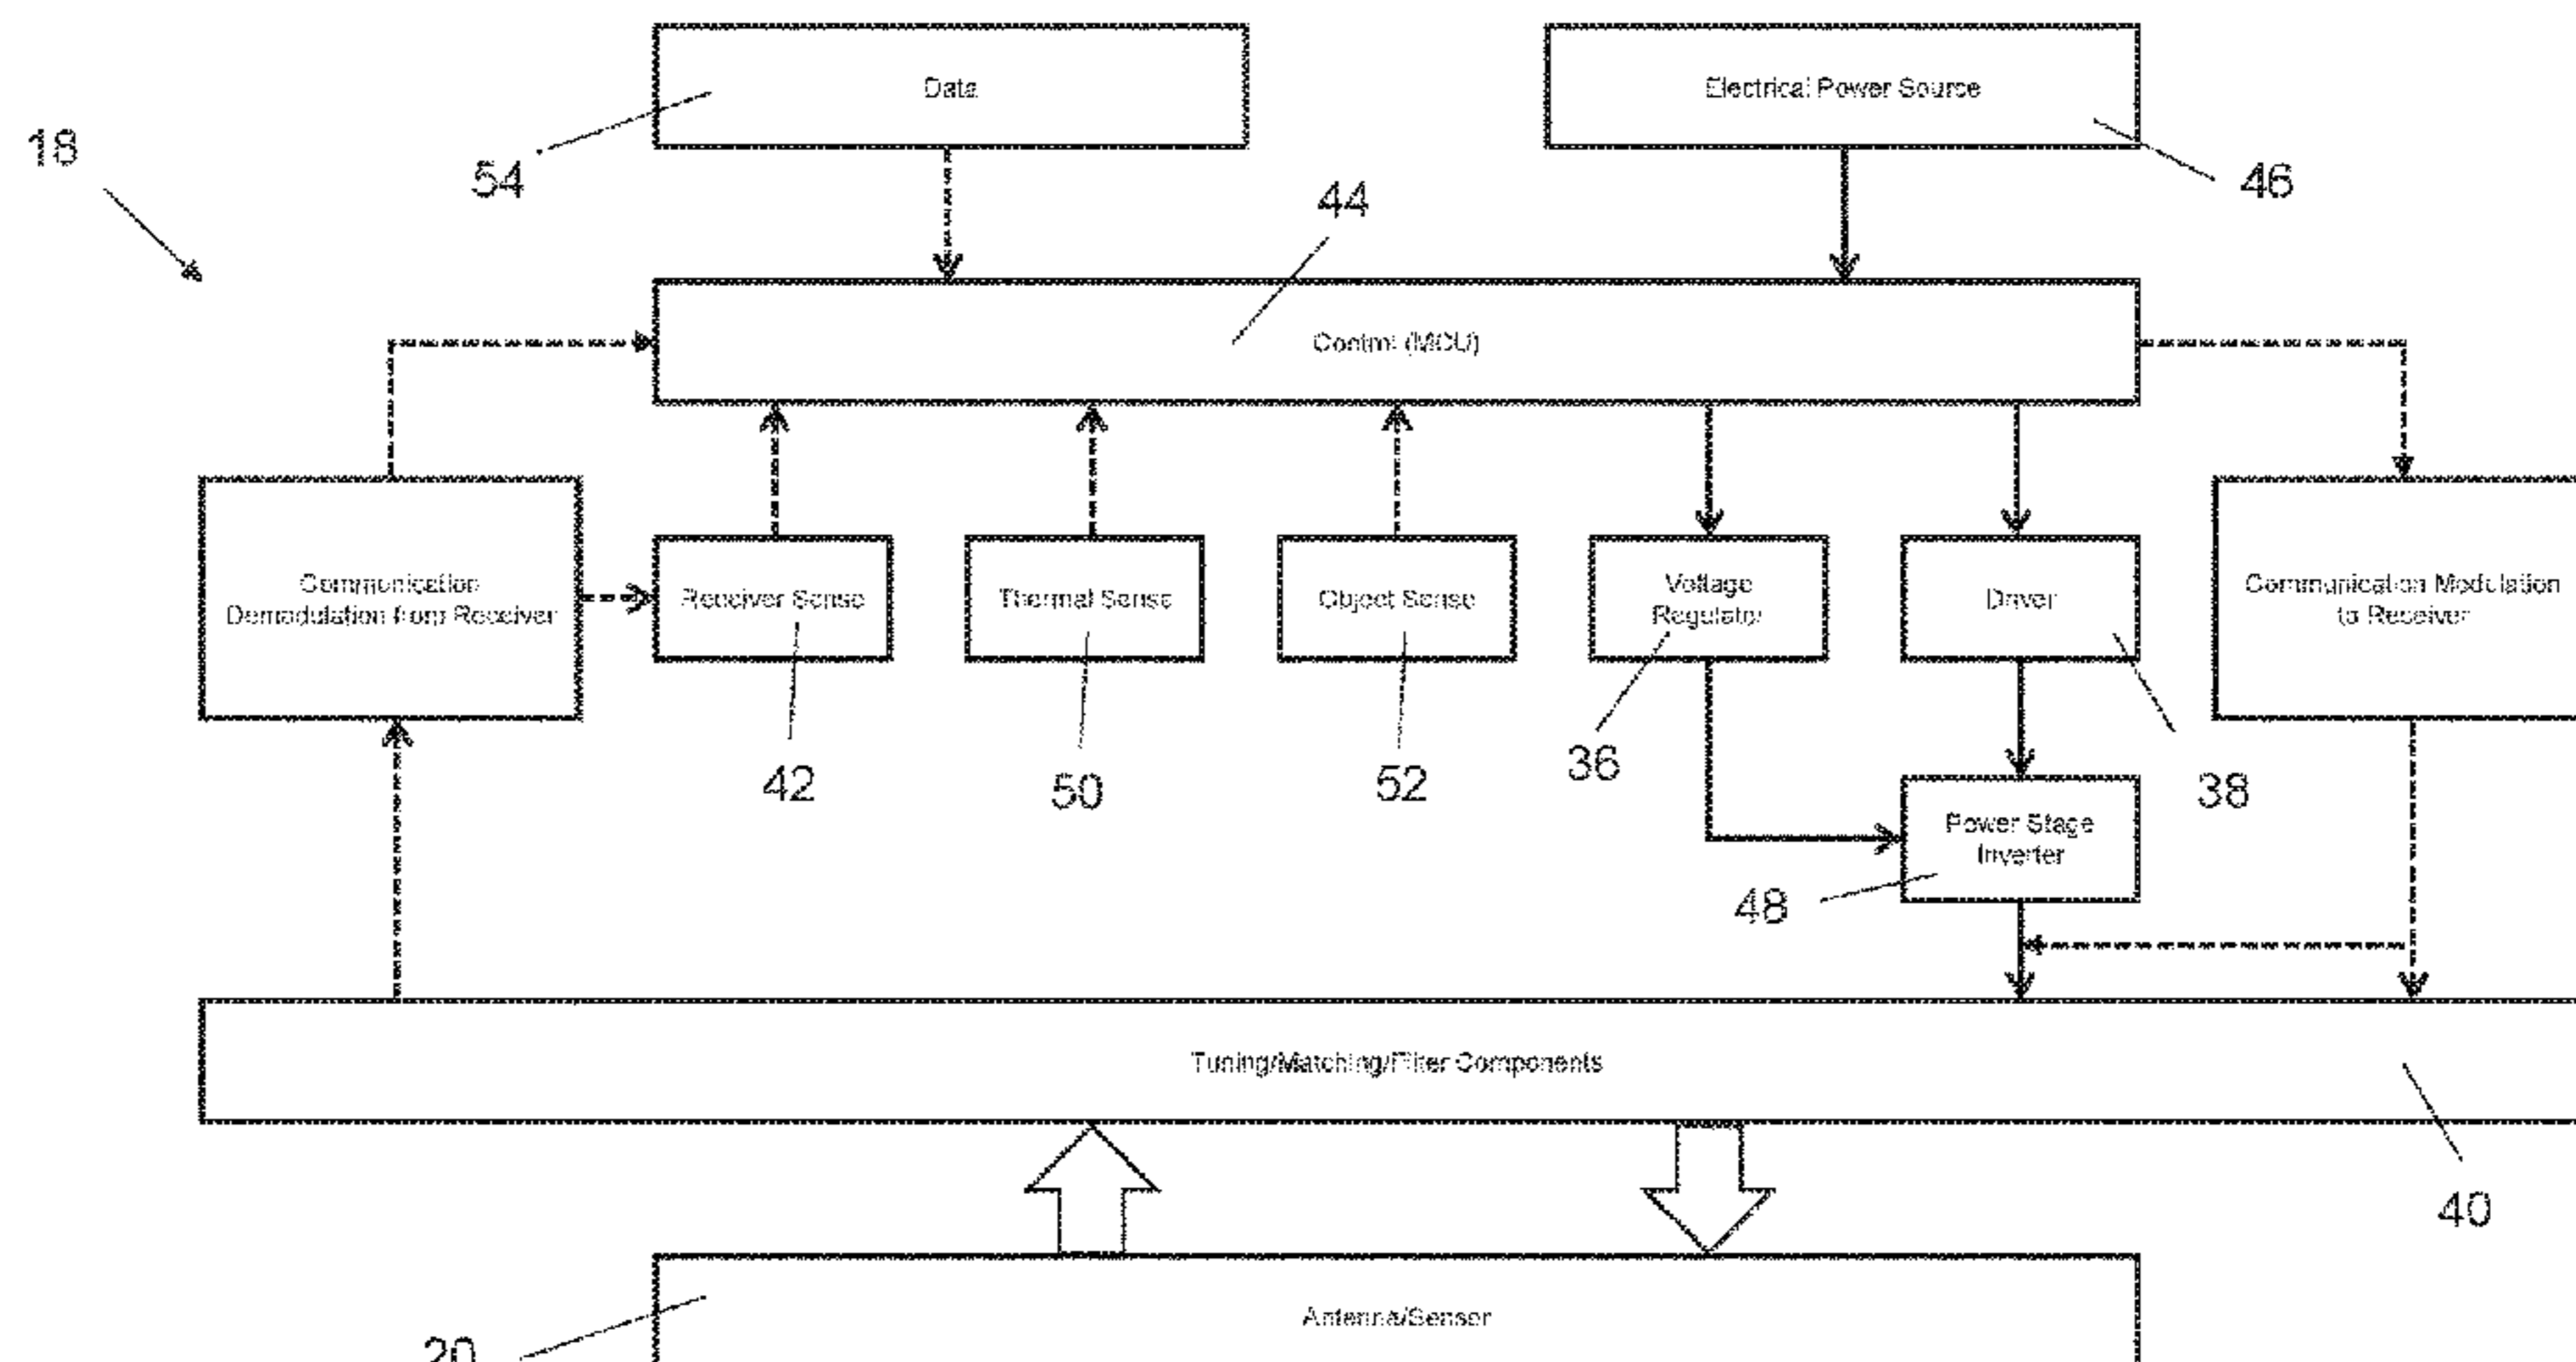 Data
Electrical Power Source
18
54
46
44
Control (MCU)
Communication
Demodulation from Receiver
Receiver Sense
Thermal Sense
Object Sense
Voltage
Regulator
Driver
Communication Modulation
to Receiver
42
50
52
36
38
Power Stage
Inverter
48
Tuning/Matching/Filter Components
40
Antenna/Sensor
20